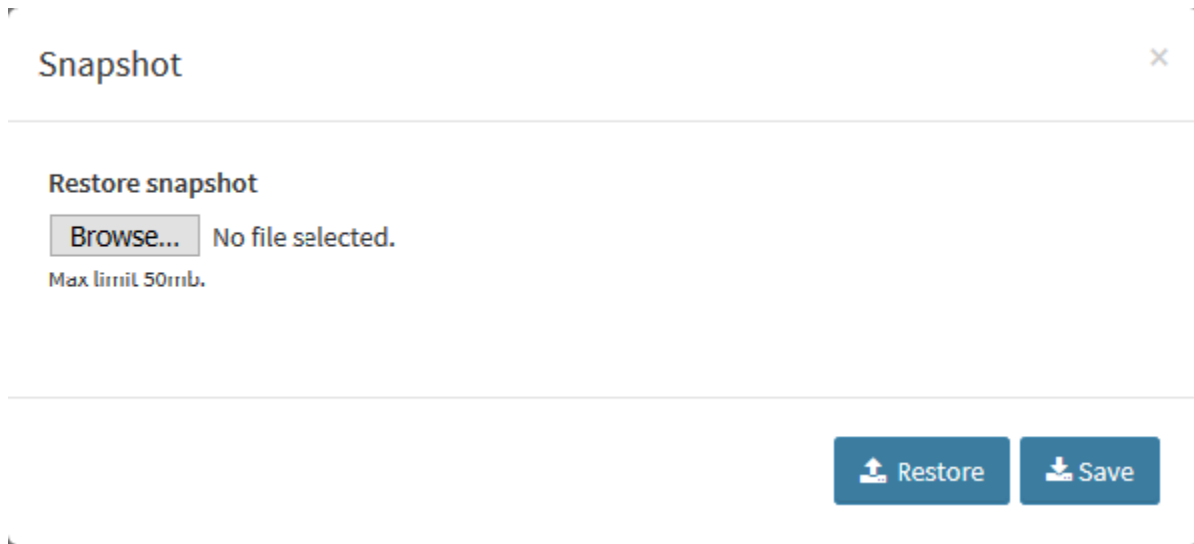 Snapshot
×
Restore snapshot
Browse... No file selected.
Max limit 50mb.
Restore Save